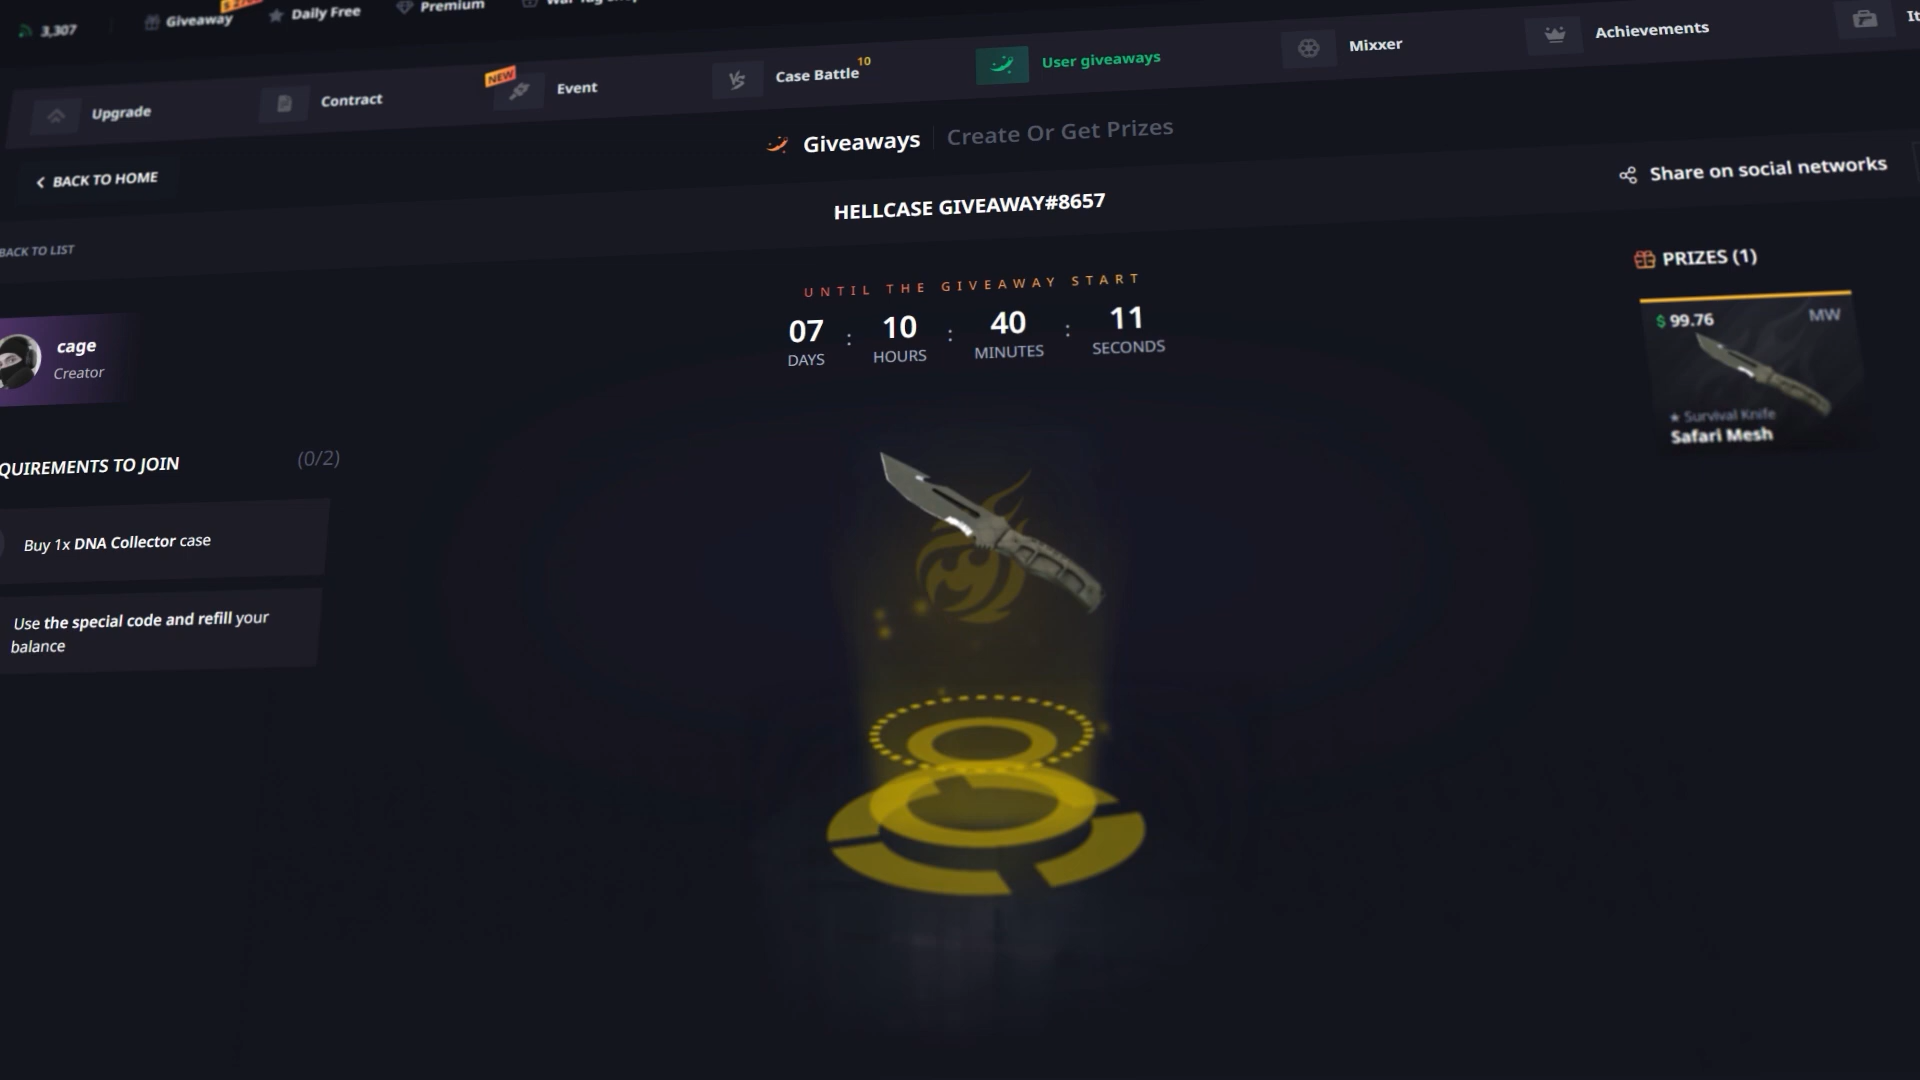 3,307
Giveaway
Daily Free
Premium
Upgrade
Contract
NEW
Event
Case Battle
10
User giveaways
Mixxer
Achievements
Giveaways
Create Or Get Prizes
BACK TO HOME
HELLCASE GIVEAWAY#8657
Share on social networks
BACK TO LIST
UNTIL THE GIVEAWAY START
07 : 10 : 40 : 11
DAYS HOURS MINUTES SECONDS
PRIZES (1)
$ 99.76
MW
★ Survival Knife
Safari Mesh
cage
Creator
QUIREMENTS TO JOIN
(0/2)
Buy 1x DNA Collector case
Use the special code and refill your
balance